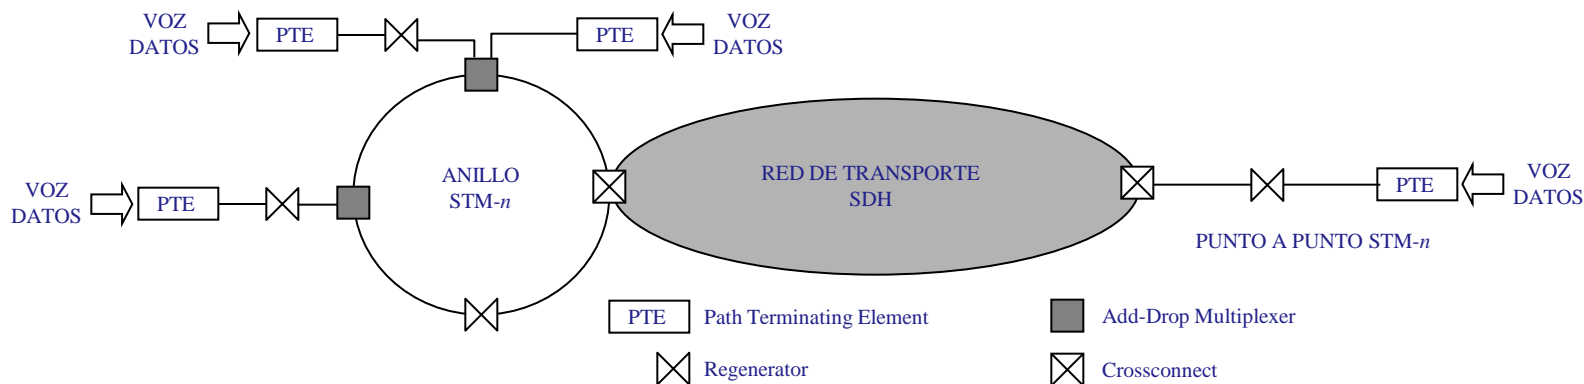 VOZ
DATOS
PTE
PTE
VOZ
DATOS
VOZ
DATOS
PTE
ANILLO
STM-n
RED DE TRANSPORTE
SDH
PTE
VOZ
DATOS
PUNTO A PUNTO STM-n
PTE
Path Terminating Element
Add-Drop Multiplexer
Regenerator
Crossconnect